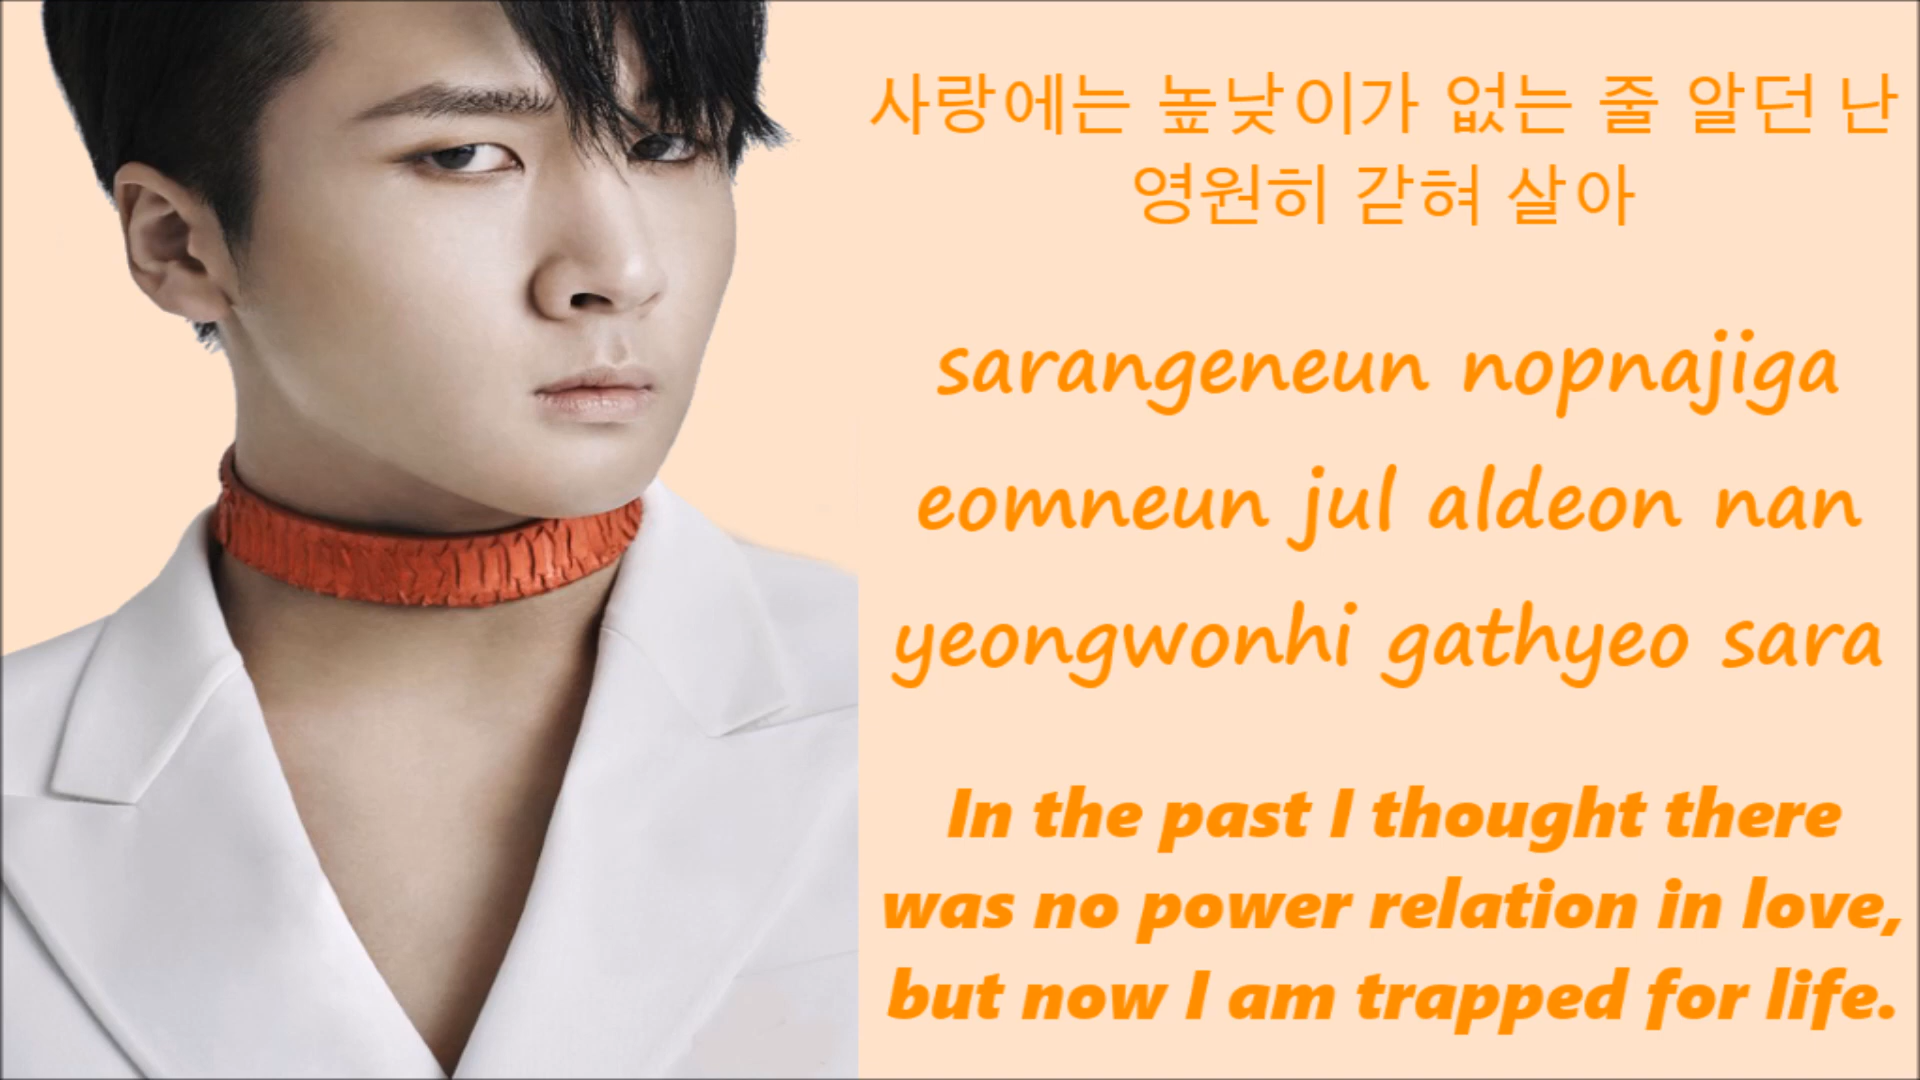 사랑에는 높낮이가 없는 줄 알던 난
영원히 갇혀 살아
sarangeneun nopnajiga
eomneun jul aldeon nan
yeongwonhi gathyeo sara
In the past I thought there
was no power relation in love,
but now I am trapped for life.